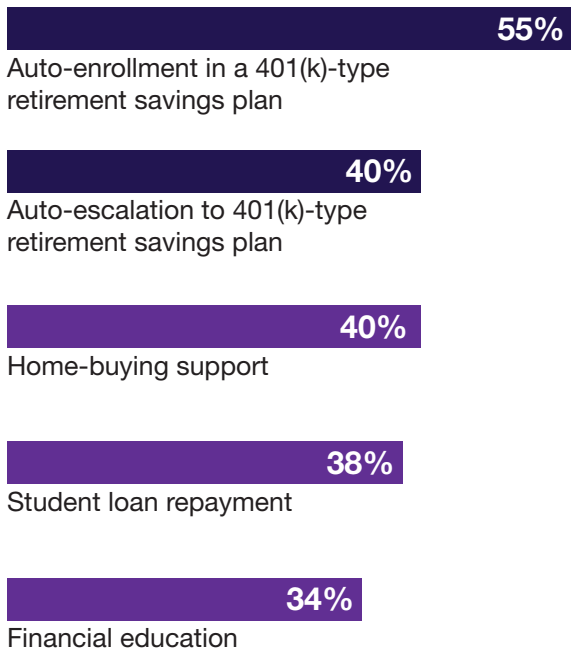 55%
Auto-enrollment in a 401(k)-type
retirement savings plan
40%
Auto-escalation to 401(k)-type
retirement savings plan
40%
Home-buying support
38%
Student loan repayment
34%
Financial education